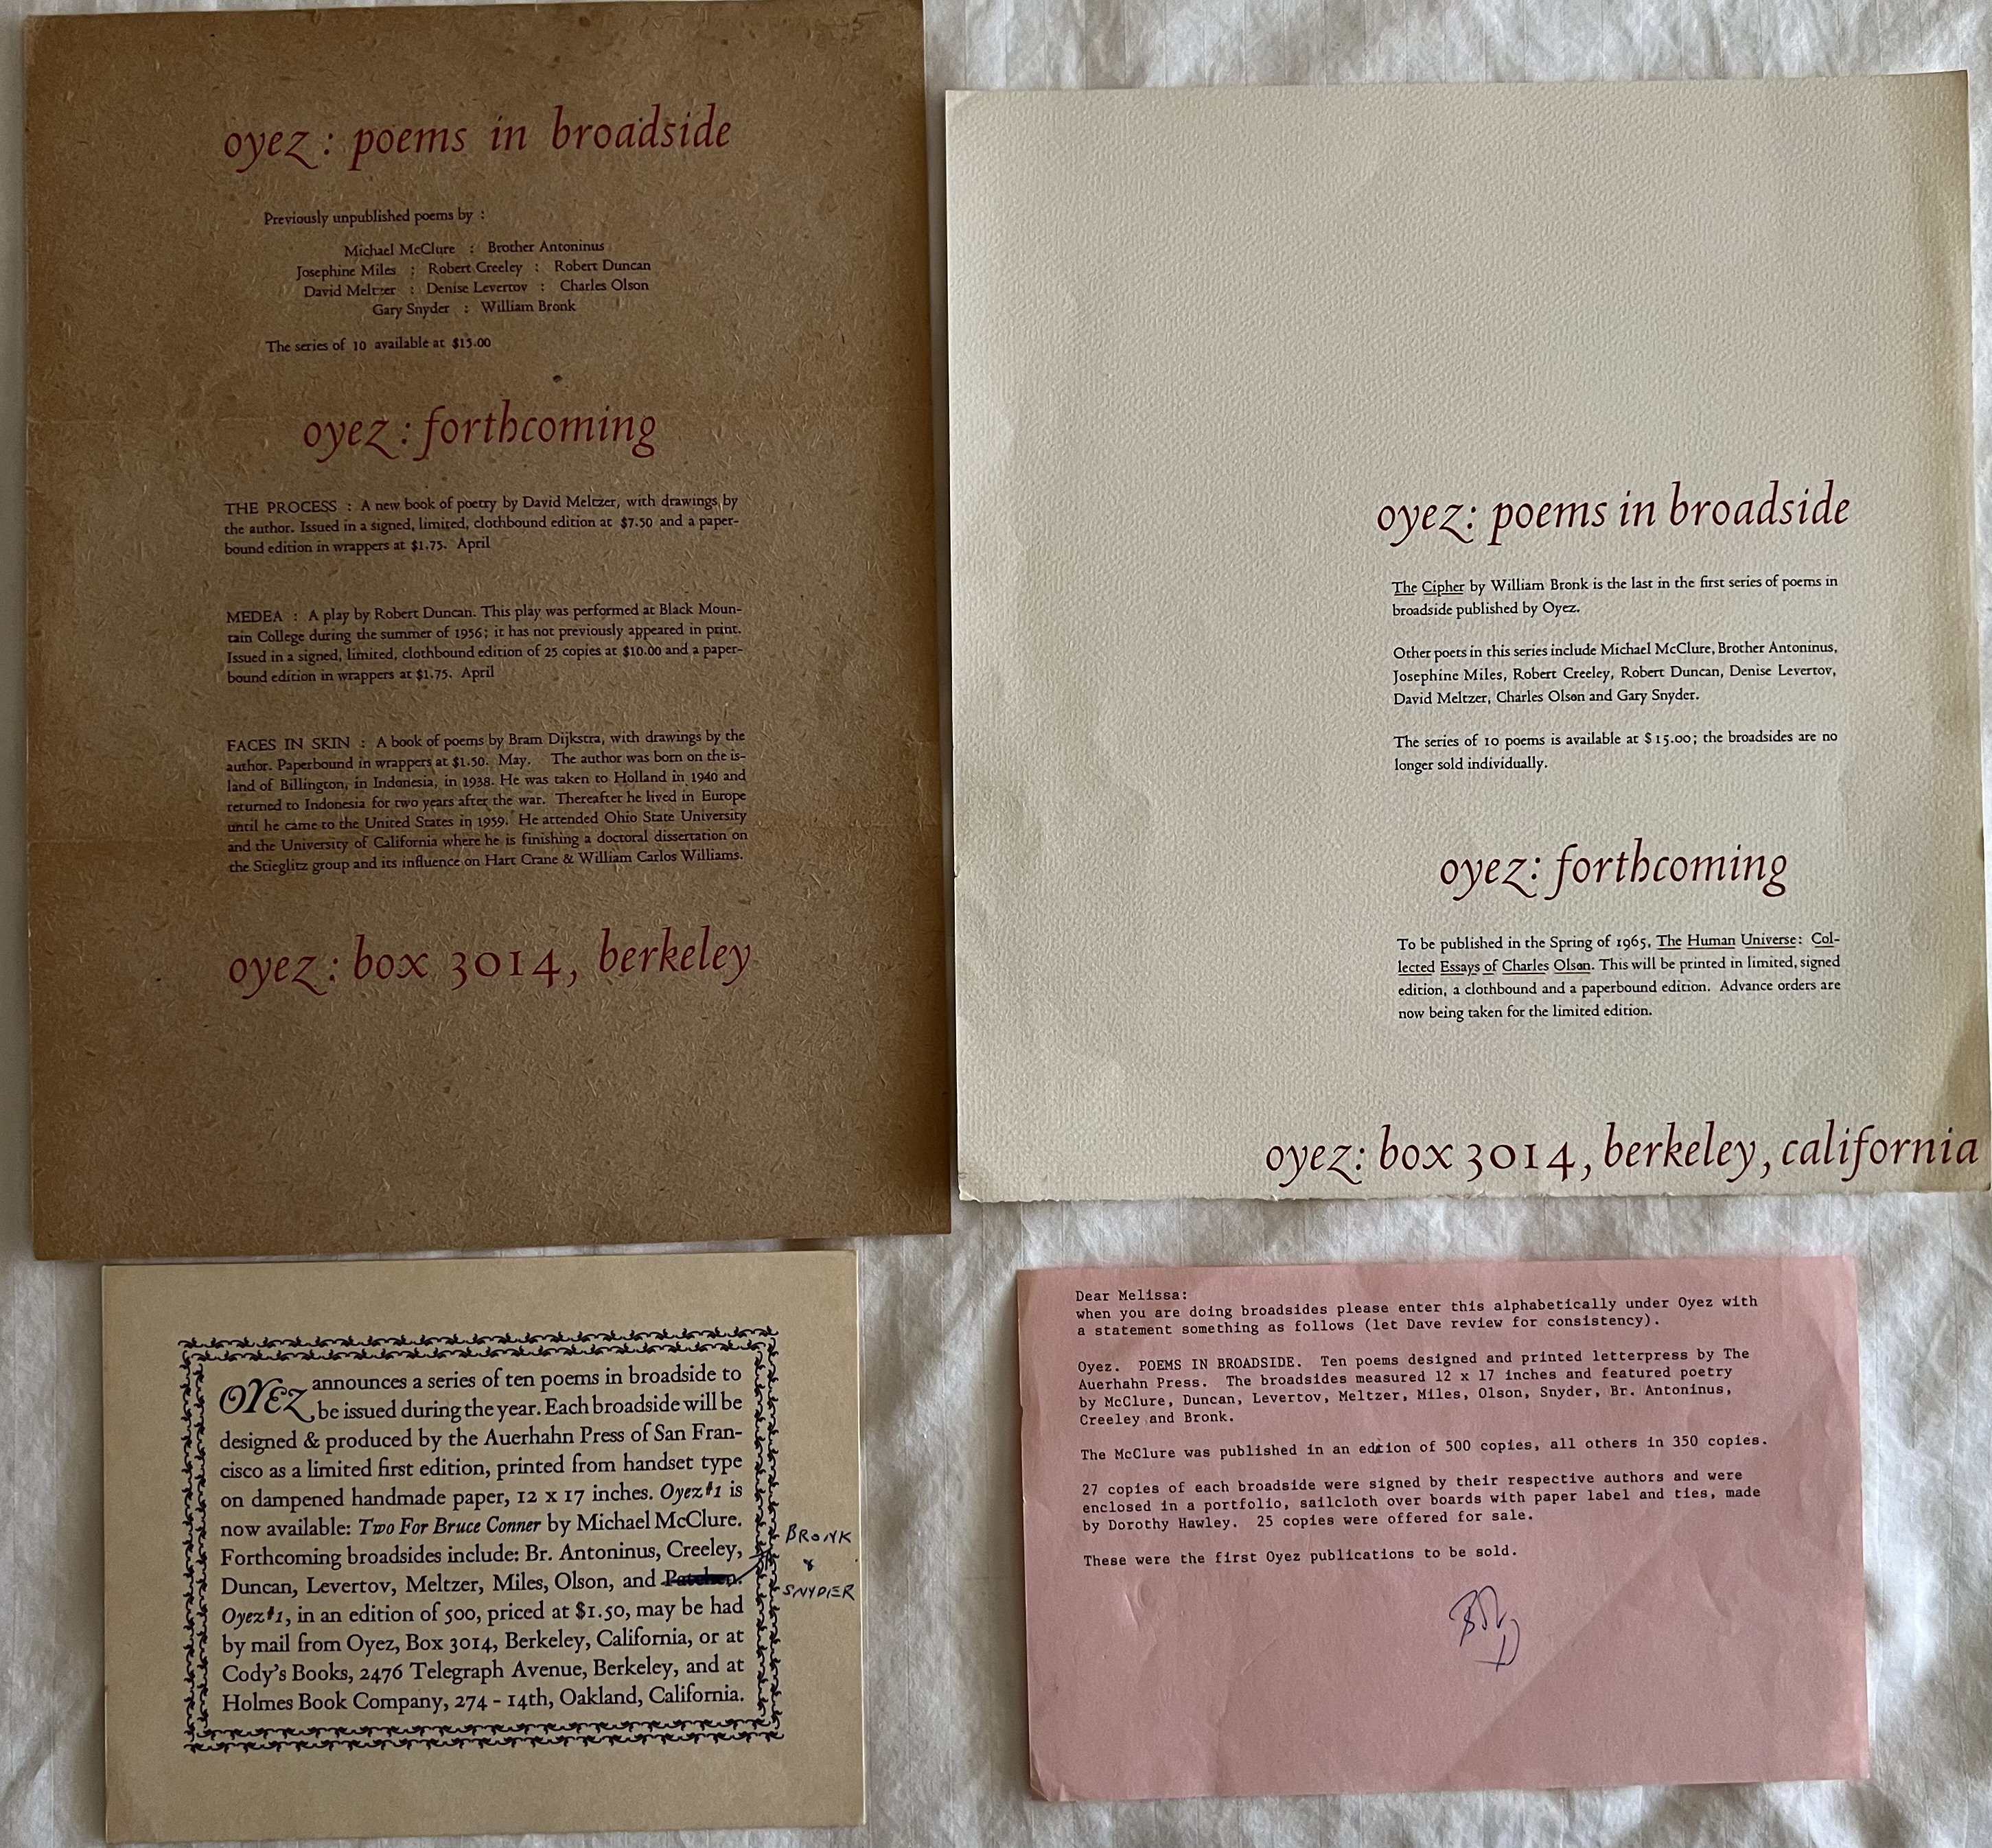 oyez : poems in broadside
Previously unpublished poems by :
Michael McClure : Brother Antoninus
Josephine Miles : Robert Creeley : Robert Duncan
David Meltzer : Denise Levertov : Charles Olson
Gary Snyder : William Bronk
The series of 10 available at $15.00
oyez : forthcoming
THE PROCESS : A new book of poetry by David Meltzer, with drawings by
the author. Issued in a signed, limited, clothbound edition at $7.50 and a paper-
bound edition in wrappers at $1.75. April
MEDEA : A play by Robert Duncan. This play was performed at Black Moun-
tain College during the summer of 1956; it has not previously appeared in print.
Issued in a signed, limited, clothbound edition of 25 copies at $10.00 and a paper-
bound edition in wrappers at $1.75. April
FACES IN SKIN : A book of poems by Bram Dijkstra, with drawings by the
author. Paperbound in wrappers at $1.50. May. The author was born on the is-
land of Billington, in Indonesia, in 1938. He was taken to Holland in 1940 and
returned to Indonesia for two years after the war. Thereafter he lived in Europe
until he came to the United States in 1959. He attended Ohio State University
and the University of California where he is finishing a doctoral dissertation on
the Stieglitz group and its influence on Hart Crane & William Carlos Williams.
oyez : box 3014, berkeley
oyez: poems in broadside
The Cipher by William Bronk is the last in the first series of poems in
broadside published by Oyez.
Other poets in this series include Michael McClure, Brother Antoninus,
Josephine Miles, Robert Creeley, Robert Duncan, Denise Levertov,
David Meltzer, Charles Olson and Gary Snyder.
The series of 10 poems is available at $15.00; the broadsides are no
longer sold individually.
oyez: forthcoming
To be published in the Spring of 1965, The Human Universe: Col-
lected Essays of Charles Olson. This will be printed in limited, signed
edition, a clothbound and a paperbound edition. Advance orders are
now being taken for the limited edition.
oyez: box 3014, berkeley, california
OYEZ announces a series of ten poems in broadside to
be issued during the year. Each broadside will be
designed & produced by the Auerhahn Press of San Fran-
cisco as a limited first edition, printed from handset type
on dampened handmade paper, 12 x 17 inches. Oyez #1 is
now available: Two For Bruce Conner by Michael McClure.
Forthcoming broadsides include: Br. Antoninus, Creeley,
Duncan, Levertov, Meltzer, Miles, Olson, and Patchen.
Oyez #1, in an edition of 500, priced at $1.50, may be had
by mail from Oyez, Box 3014, Berkeley, California, or at
Cody's Books, 2476 Telegraph Avenue, Berkeley, and at
Holmes Book Company, 274 - 14th, Oakland, California.
BRONK
&
SNYDER
Dear Melissa:
when you are doing broadsides please enter this alphabetically under Oyez with
a statement something as follows (let Dave review for consistency).
Oyez. POEMS IN BROADSIDE. Ten poems designed and printed letterpress by The
Auerhahn Press. The broadsides measured 12 x 17 inches and featured poetry
by McClure, Duncan, Levertov, Meltzer, Miles, Olson, Snyder, Br. Antoninus,
Creeley and Bronk.
The McClure was published in an edition of 500 copies, all others in 350 copies.
27 copies of each broadside were signed by their respective authors and were
enclosed in a portfolio, sailcloth over boards with paper label and ties, made
by Dorothy Hawley. 25 copies were offered for sale.
These were the first Oyez publications to be sold.